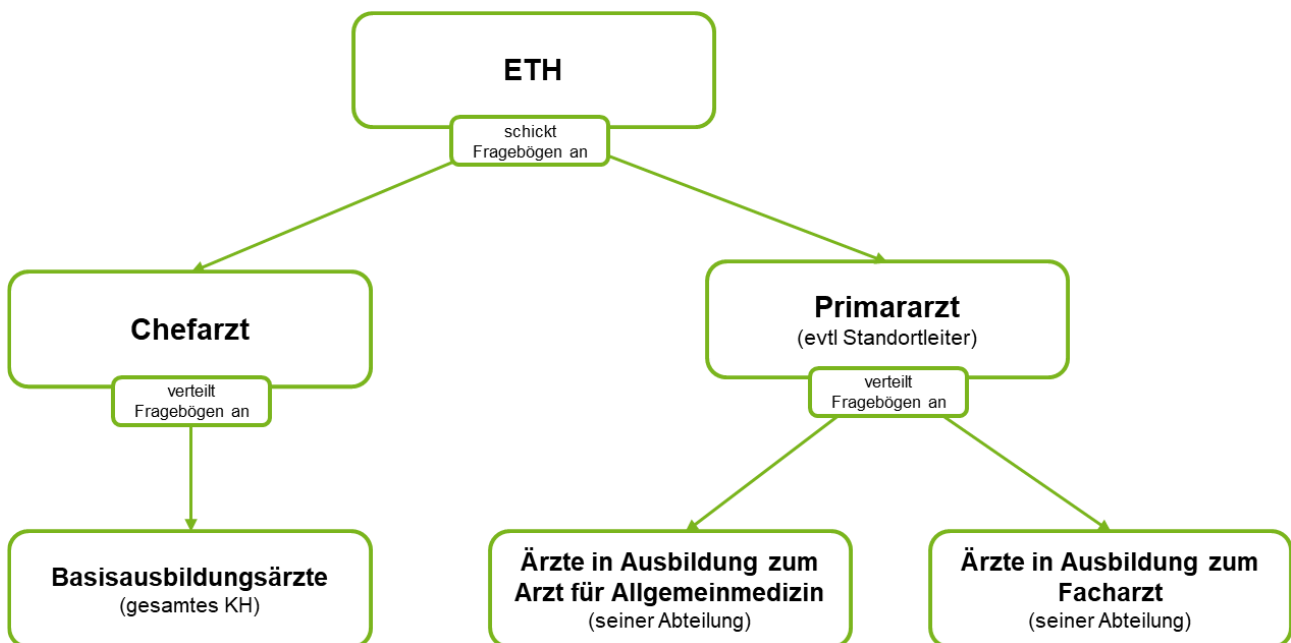 ETH
schickt
Fragebögen an
Chefarzt
verteilt
Fragebögen an
Primararzt
(evtl Standortleiter)
verteilt
Fragebögen an
Basisausbildungsärzte
(gesamtes KH)
Ärzte in Ausbildung zum
Arzt für Allgemeinmedizin
(seiner Abteilung)
Ärzte in Ausbildung zum
Facharzt
(seiner Abteilung)